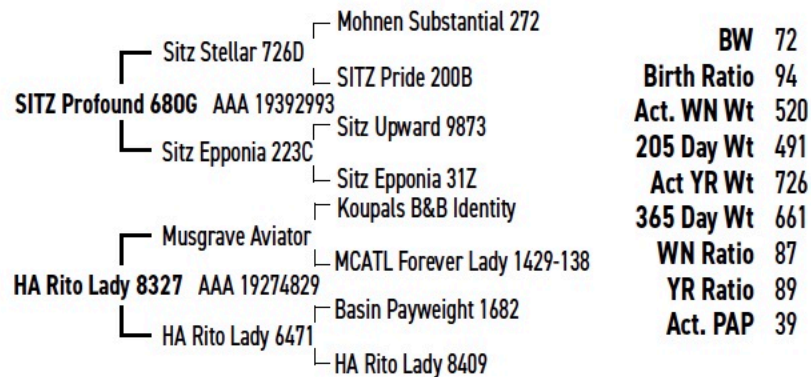 Mohnen Substantial 272
Sitz Stellar 726D
SITZ Pride 200B
SITZ Profound 680G AAA 19392993
Sitz Upward 9873
Sitz Epponia 223C
Sitz Epponia 31Z
Koupals B&B Identity
Musgrave Aviator
MCATL Forever Lady 1429-138
HA Rito Lady 8327 AAA 19274829
Basin Payweight 1682
HA Rito Lady 6471
HA Rito Lady 8409
BW 72
Birth Ratio 94
Act. WN Wt 520
205 Day Wt 491
Act YR Wt 726
365 Day Wt 661
WN Ratio 87
YR Ratio 89
Act. PAP 39